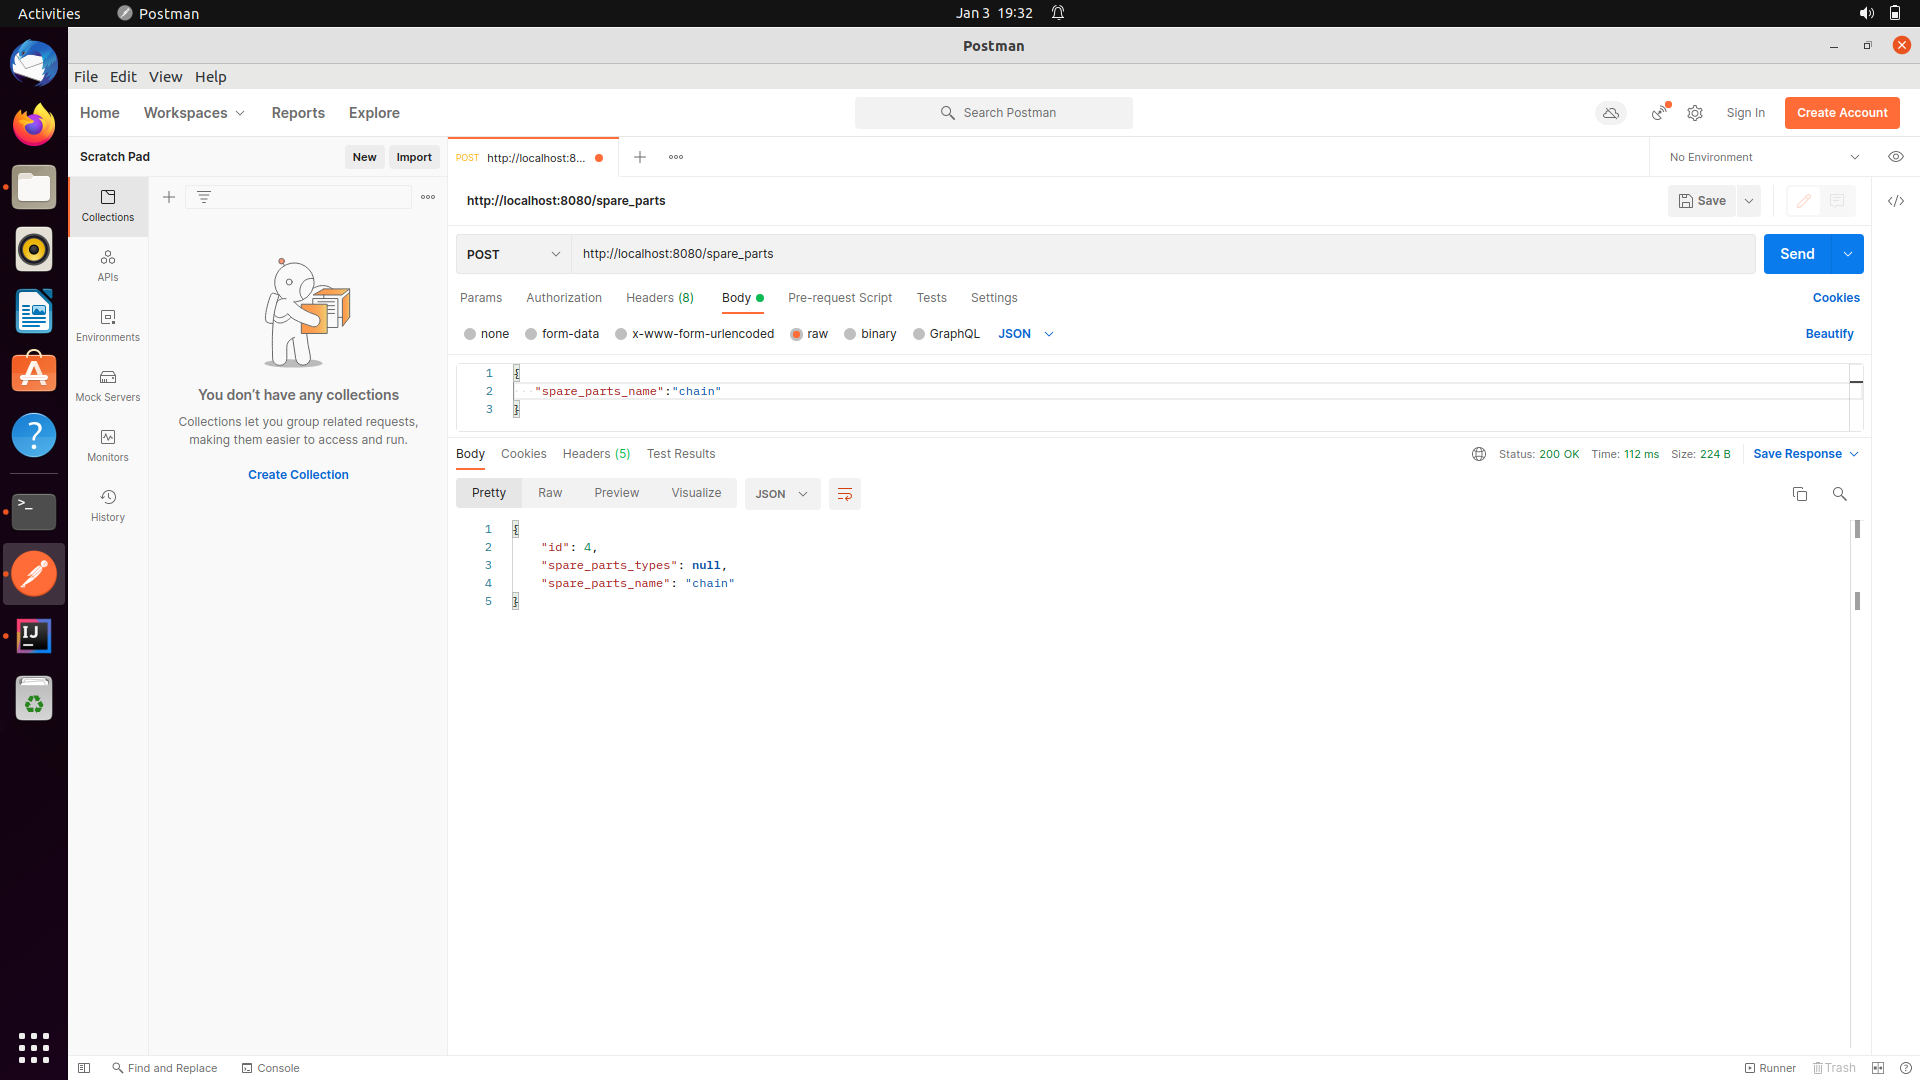 Activities Postman Jan 3 19:32
Postman
File Edit View Help
Home Workspaces Reports Explore Search Postman Sign In Create Account
Scratch Pad New Import POST http://localhost:8... No Environment
Collections
APIs
Environments
Mock Servers
Monitors
History
You don't have any collections
Collections let you group related requests,
making them easier to access and run.
Create Collection
http://localhost:8080/spare_parts Save
POST http://localhost:8080/spare_parts Send
Params Authorization Headers (8) Body Pre-request Script Tests Settings Cookies
none form-data x-www-form-urlencoded raw binary GraphQL JSON Beautify
1 {
2 "spare_parts_name":"chain"
3 }
Body Cookies Headers (5) Test Results Status: 200 OK Time: 112 ms Size: 224 B Save Response
Pretty Raw Preview Visualize JSON
1 {
2 "id": 4,
3 "spare_parts_types": null,
4 "spare_parts_name": "chain"
5 }
Find and Replace Console Runner Trash